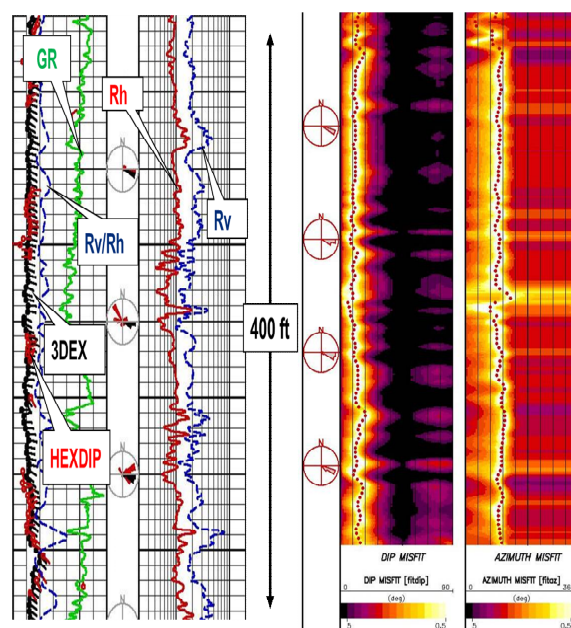 GR
Rh
N
N
Rv/Rh
Rv
N
400 ft
N
3DEX
N
HEXDIP
N
N
N
N
DIP MISFIT
AZIMUTH MISFIT
DIP MISFIT [fitdip]
0 90
(deg)
.5 0.5
AZIMUTH MISFIT [fitaz]
0 36
(deg)
.5 0.5